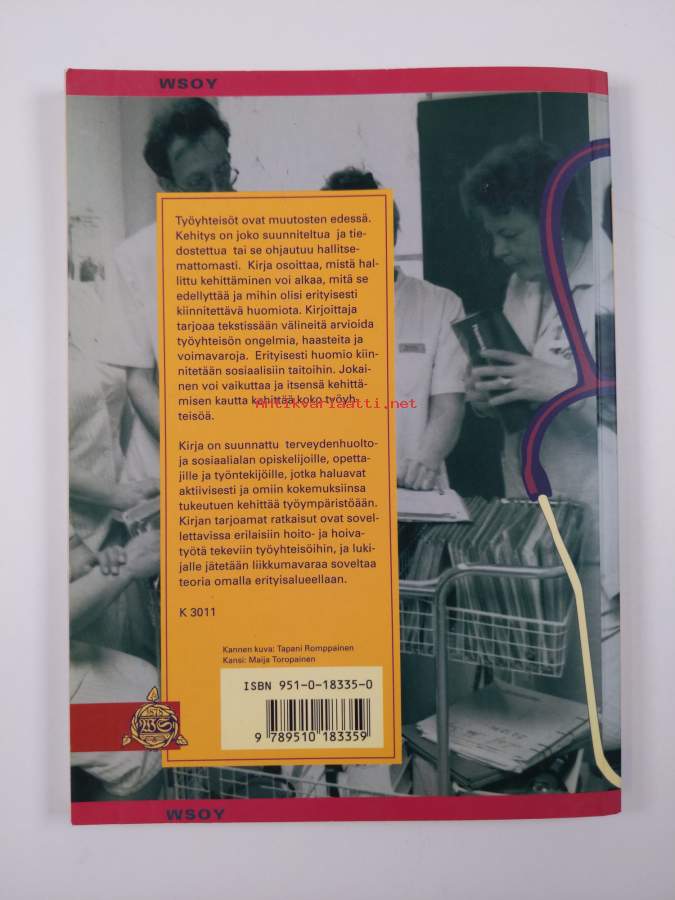 WSOY
Työyhteisöt ovat muutosten edessä.
Kehitys on joko suunniteltua ja tie-
dostettua tai se ohjautuu hallitse-
mattomasti. Kirja osoittaa, mistä hal-
littu kehittäminen voi alkaa, mitä se
edellyttää ja mihin olisi erityisesti
kiinnitettävä huomiota. Kirjoittaja
tarjoaa tekstissään välineitä arvioida
työyhteisön ongelmia, haasteita ja
voimavaroja. Erityisesti huomio kiin-
nitetään sosiaalisiin taitoihin. Jokai-
nen voi vaikuttaa ja itsensä kehittä-
misen kautta kehittää koko työyh
teisöä.
Antikvariaatti.net
Kirja on suunnattu terveydenhuolto-
ja sosiaalialan opiskelijoille, opetta-
jille ja työntekijöille, jotka haluavat
aktiivisesti ja omiin kokemuksiinsa
tukeutuen kehittää työympäristöään.
Kirjan tarjoamat ratkaisut ovat sovel-
lettavissa erilaisiin hoito- ja hoiva-
työtä tekeviin työyhteisöihin, ja luki-
jalle jätetään liikkumavaraa soveltaa
teoria omalla erityisalueellaan.
K 3011
Kannen kuva: Tapani Romppainen
Kansi: Maija Toropainen
ISBN 951-0-18335-0
9 789510 183359
WS
WSOY